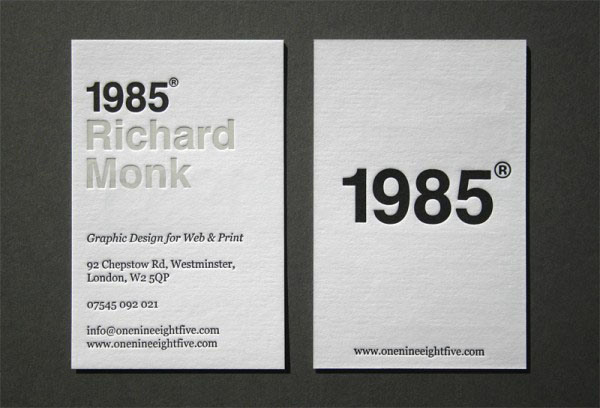 1985®
Richard
Monk
Graphic Design for Web & Print
92 Chepstow Rd, Westminster,
London, W2 5QP
07545 092 021
info@onenineeightfive.com
www.onenineeightfive.com
1985®
www.onenineeightfive.com